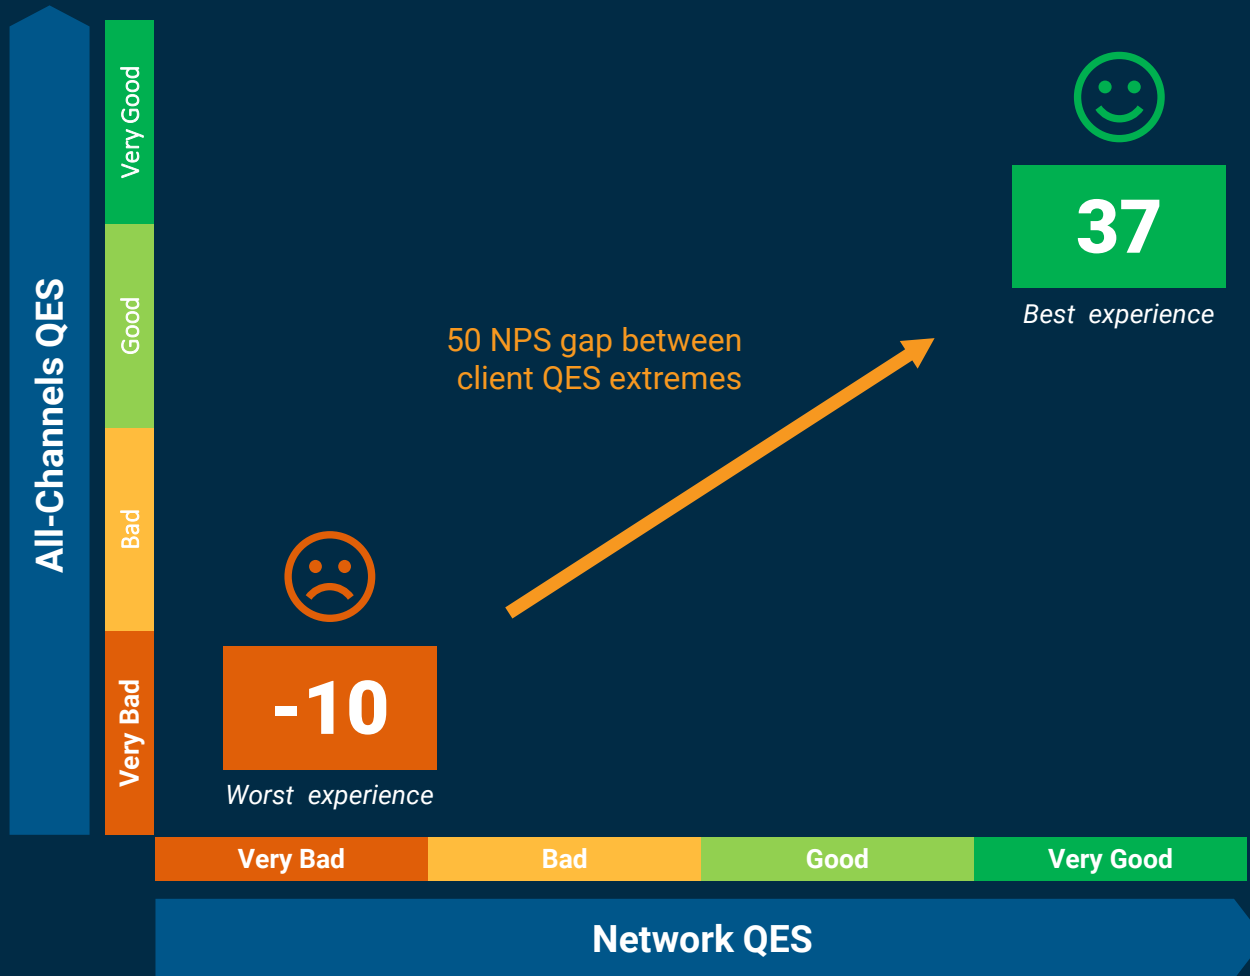 All-Channels QES
Very Good
Good
Bad
Very Bad
37
Best experience
50 NPS gap between
client QES extremes
-10
Worst experience
Very Bad
Bad
Good
Very Good
Network QES